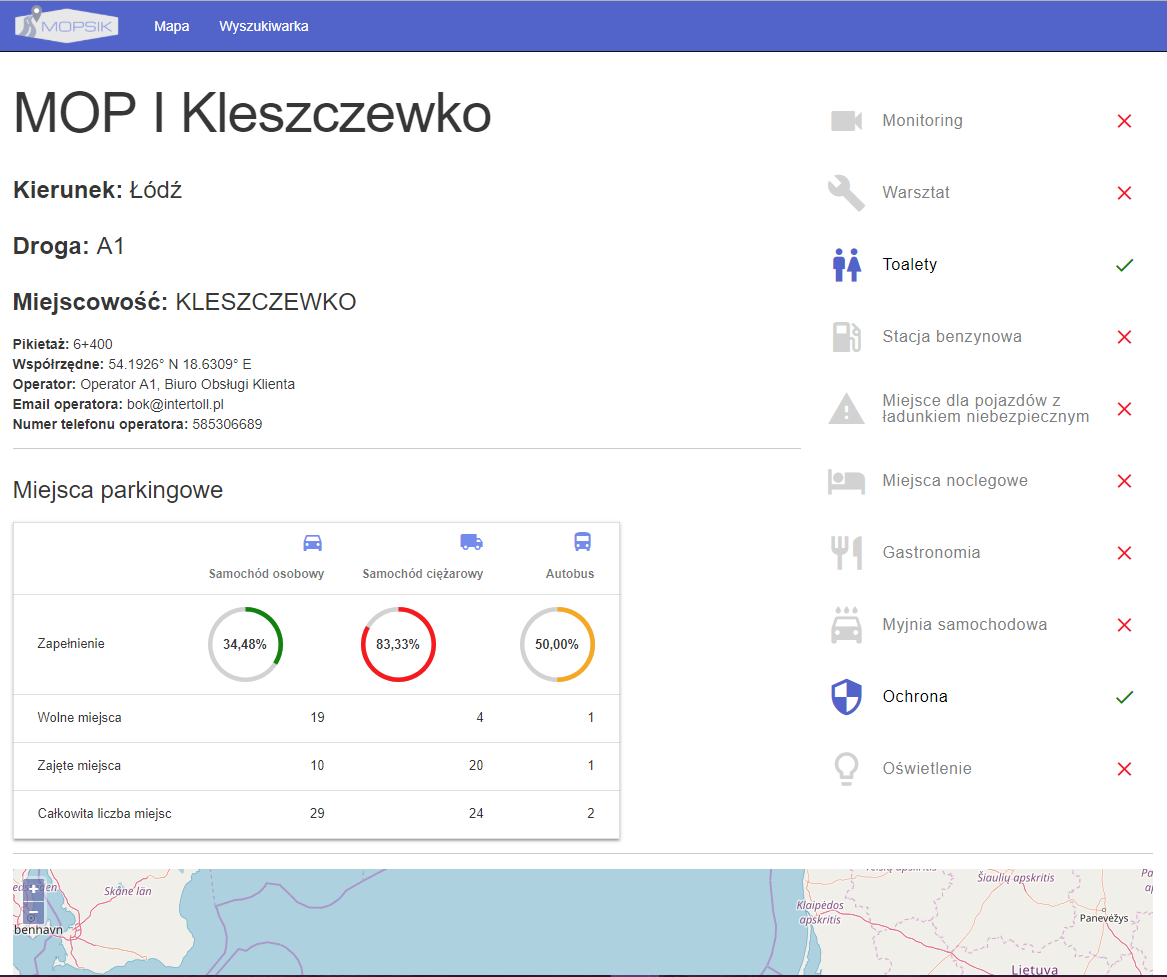 MOPSIK
Mapa
Wyszukiwarka
MOP I Kleszczewko
Kierunek: Łódź
Droga: A1
Miejscowość: KLESZCZEWKO
Pikietaż: 6+400
Współrzędne: 54.1926° N 18.6309° E
Operator: Operator A1, Biuro Obsługi Klienta
Email operatora: bok@intertoll.pl
Numer telefonu operatora: 585306689
Miejsca parkingowe
Samochód osobowy Samochód ciężarowy Autobus
Zapełnienie 34,48% 83,33% 50,00%
Wolne miejsca 19 4 1
Zajęte miejsca 10 20 1
Całkowita liczba miejsc 29 24 2
Monitoring
Warsztat
Toalety
Stacja benzynowa
Miejsce dla pojazdów z
ładunkiem niebezpiecznym
Miejsca noclegowe
Gastronomia
Myjnia samochodowa
Ochrona
Oświetlenie
+
−
Skåne län
benhavn
Klaipėdos
apskritis
Šiaulių apskritis
Panevėžys
Lietuva